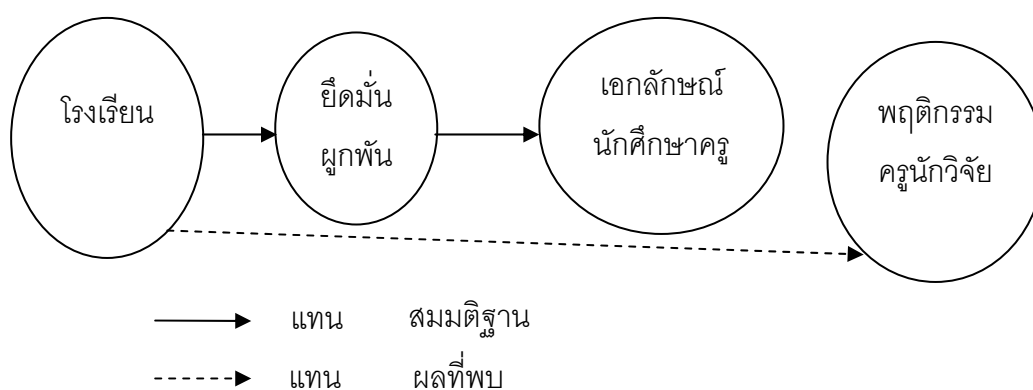 โรงเรียน
ยึดมั่น
ผูกพัน
เอกลักษณ์
นักศึกษาครู
พฤติกรรม
ครูนักวิจัย
แทน สมมติฐาน
แทน ผลที่พบ